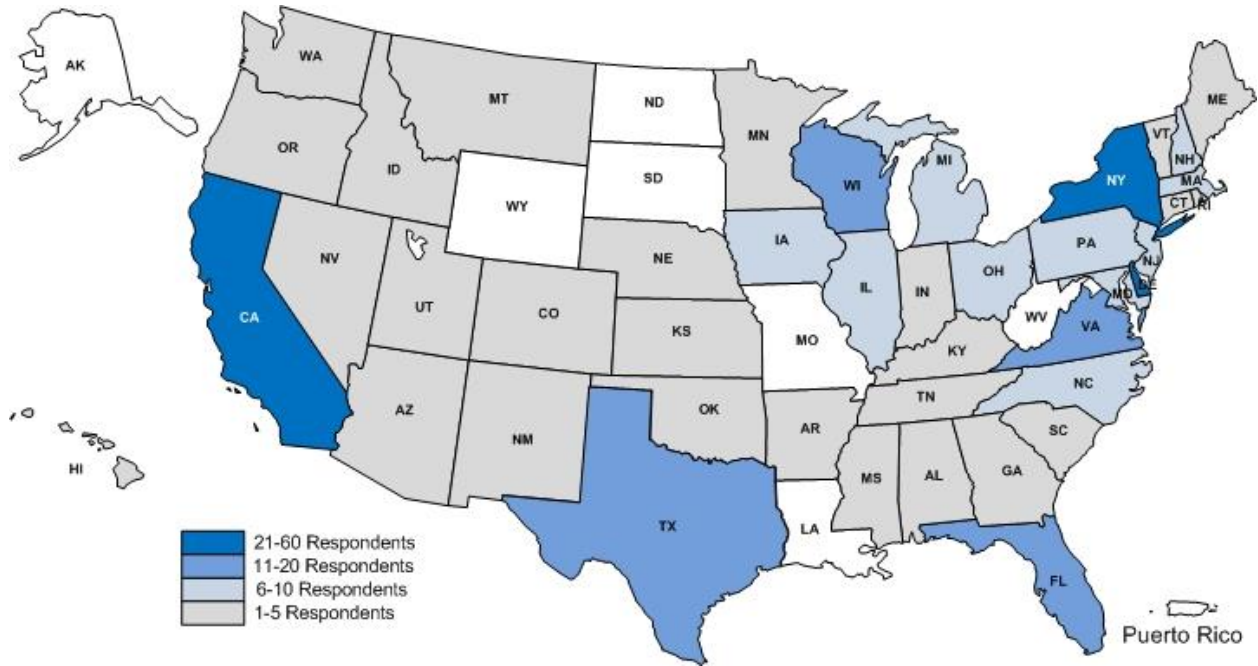 AK
WA
MT
ND
MN
ME
VT
NH
OR
ID
SD
WI
MI
NY
MA
CT
RI
WY
IA
PA
NJ
NE
OH
DE
MD
NV
UT
CO
IL
IN
WV
VA
CA
KS
MO
KY
NC
AZ
NM
OK
AR
TN
SC
HI
MS
AL
GA
TX
LA
FL
21-60 Respondents
11-20 Respondents
6-10 Respondents
1-5 Respondents
Puerto Rico